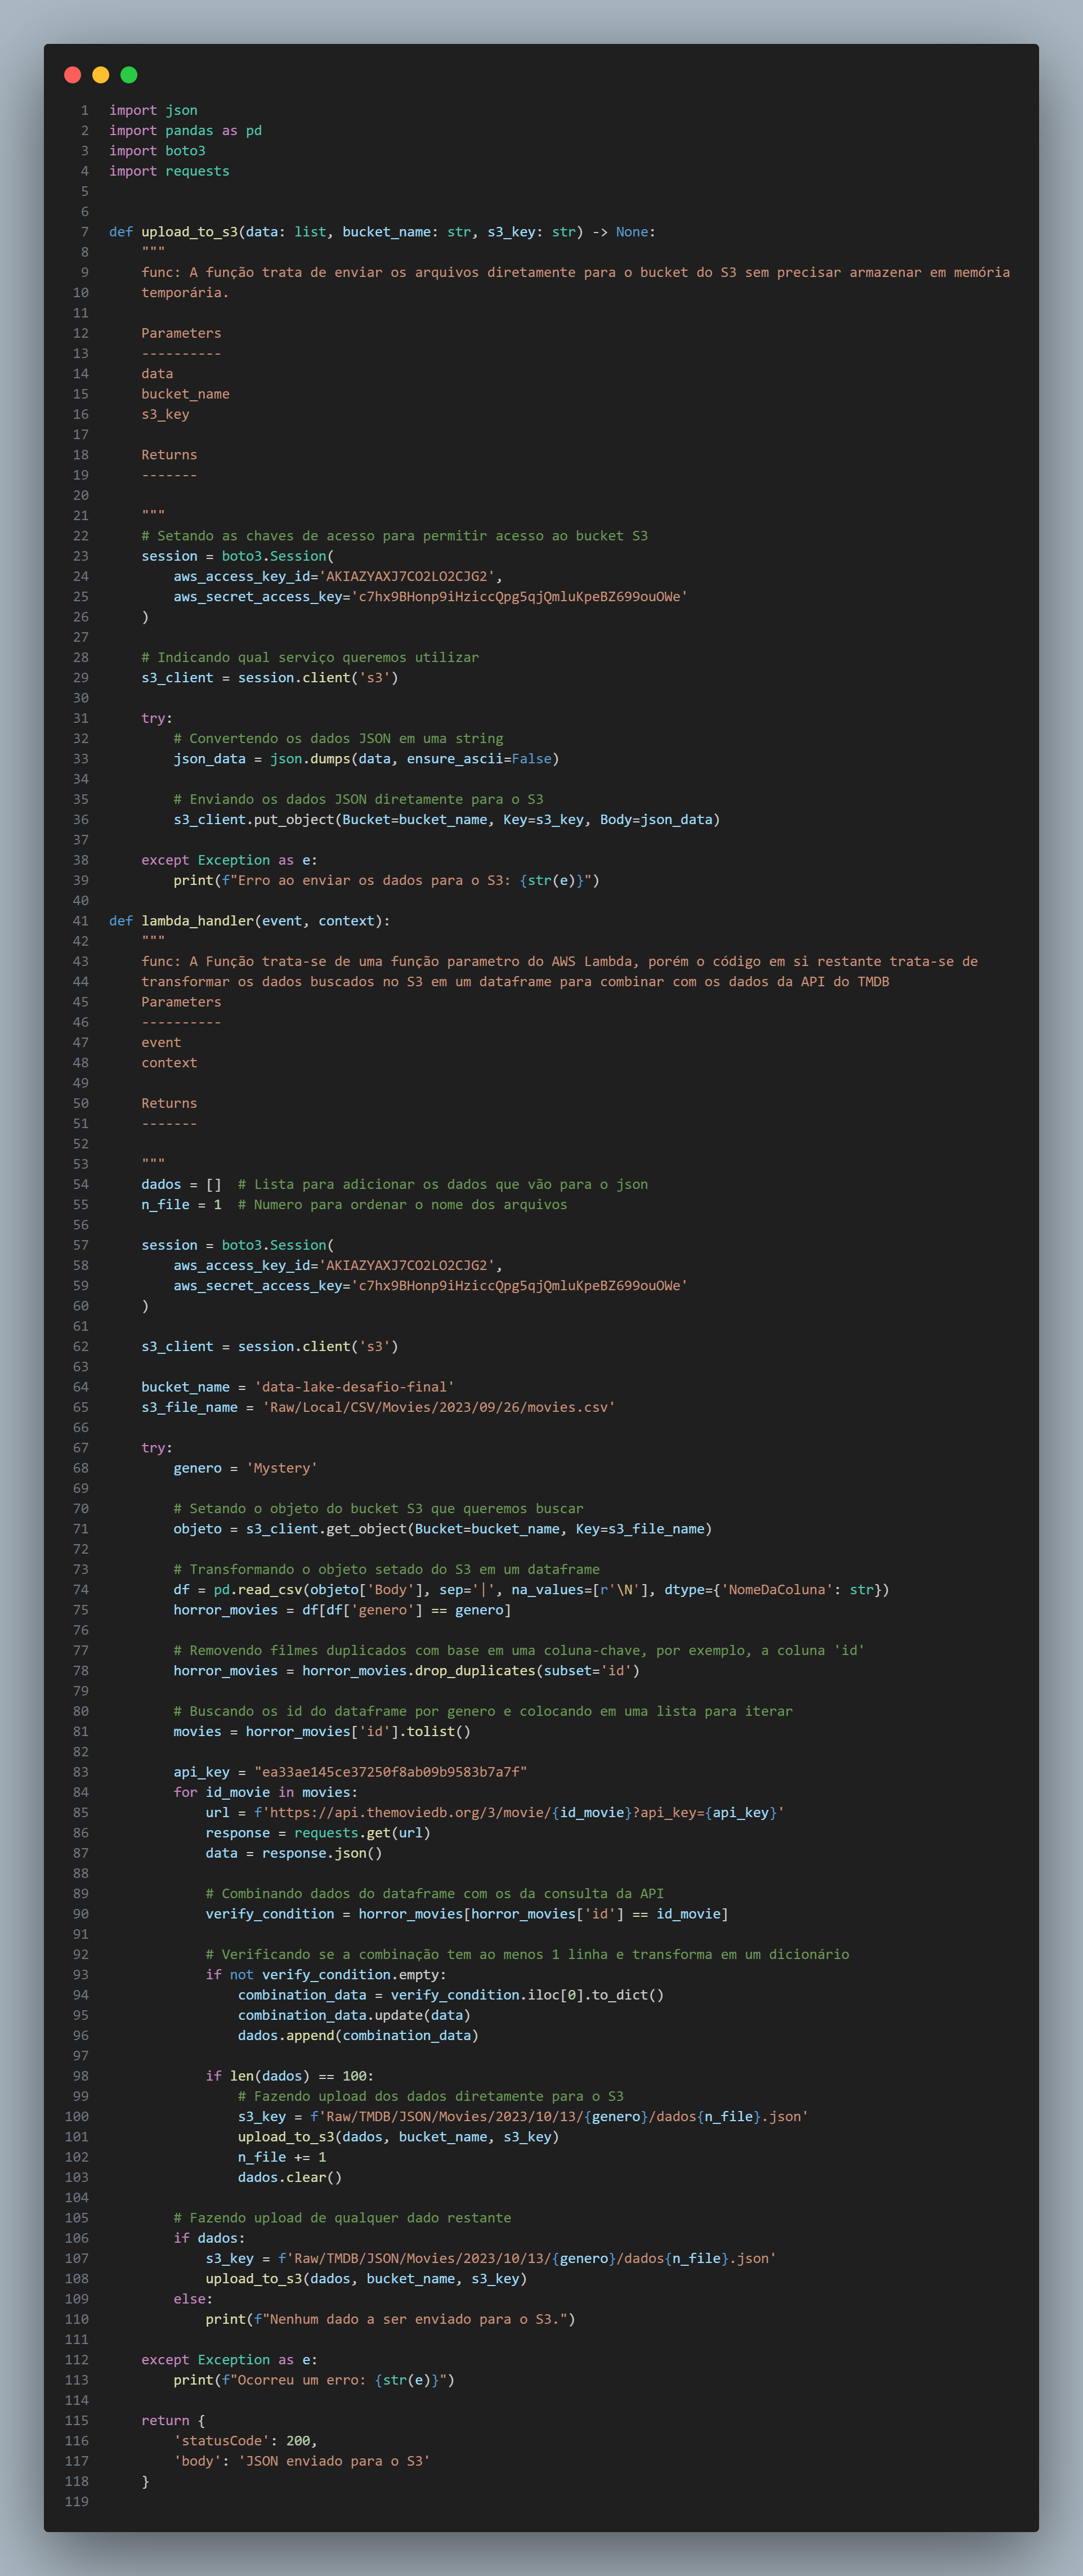 1 import json
2 import pandas as pd
3 import boto3
4 import requests
5
6
7 def upload_to_s3(data: list, bucket_name: str, s3_key: str) -> None:
8     """
9     func: A função trata de enviar os arquivos diretamente para o bucket do S3 sem precisar armazenar em memória
10     temporária.
11
12     Parameters
13     ----------
14     data
15     bucket_name
16     s3_key
17
18     Returns
19     -------
20
21     """
22     # Setando as chaves de acesso para permitir acesso ao bucket S3
23     session = boto3.Session(
24         aws_access_key_id='AKIAZYAXJ7CO2LO2CJG2',
25         aws_secret_access_key='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'
26     )
27
28     # Indicando qual serviço queremos utilizar
29     s3_client = session.client('s3')
30
31     try:
32         # Convertendo os dados JSON em uma string
33         json_data = json.dumps(data, ensure_ascii=False)
34
35         # Enviando os dados JSON diretamente para o S3
36         s3_client.put_object(Bucket=bucket_name, Key=s3_key, Body=json_data)
37
38     except Exception as e:
39         print(f"Erro ao enviar os dados para o S3: {str(e)}")
40
41 def lambda_handler(event, context):
42     """
43     func: A Função trata-se de uma função parametro do AWS Lambda, porém o código em si restante trata-se de
44     transformar os dados buscados no S3 em um dataframe para combinar com os dados da API do TMDB
45     Parameters
46     ----------
47     event
48     context
49
50     Returns
51     -------
52
53     """
54     dados = []  # Lista para adicionar os dados que vão para o json
55     n_file = 1  # Numero para ordenar o nome dos arquivos
56
57     session = boto3.Session(
58         aws_access_key_id='AKIAZYAXJ7CO2LO2CJG2',
59         aws_secret_access_key='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'
60     )
61
62     s3_client = session.client('s3')
63
64     bucket_name = 'data-lake-desafio-final'
65     s3_file_name = 'Raw/Local/CSV/Movies/2023/09/26/movies.csv'
66
67     try:
68         genero = 'Mystery'
69
70         # Setando o objeto do bucket S3 que queremos buscar
71         objeto = s3_client.get_object(Bucket=bucket_name, Key=s3_file_name)
72
73         # Transformando o objeto setado do S3 em um dataframe
74         df = pd.read_csv(objeto['Body'], sep='|', na_values=[r'\N'], dtype={'NomeDaColuna': str})
75         horror_movies = df[df['genero'] == genero]
76
77         # Removendo filmes duplicados com base em uma coluna-chave, por exemplo, a coluna 'id'
78         horror_movies = horror_movies.drop_duplicates(subset='id')
79
80         # Buscando os id do dataframe por genero e colocando em uma lista para iterar
81         movies = horror_movies['id'].tolist()
82
83         api_key = "ea33ae145ce37250f8ab09b9583b7a7f"
84         for id_movie in movies:
85             url = f'https://api.themoviedb.org/3/movie/{id_movie}?api_key={api_key}'
86             response = requests.get(url)
87             data = response.json()
88
89             # Combinando dados do dataframe com os da consulta da API
90             verify_condition = horror_movies[horror_movies['id'] == id_movie]
91
92             # Verificando se a combinação tem ao menos 1 linha e transforma em um dicionário
93             if not verify_condition.empty:
94                 combination_data = verify_condition.iloc[0].to_dict()
95                 combination_data.update(data)
96                 dados.append(combination_data)
97
98             if len(dados) == 100:
99                 # Fazendo upload dos dados diretamente para o S3
100                 s3_key = f'Raw/TMDB/JSON/Movies/2023/10/13/{genero}/dados{n_file}.json'
101                 upload_to_s3(dados, bucket_name, s3_key)
102                 n_file += 1
103                 dados.clear()
104
105         # Fazendo upload de qualquer dado restante
106         if dados:
107             s3_key = f'Raw/TMDB/JSON/Movies/2023/10/13/{genero}/dados{n_file}.json'
108             upload_to_s3(dados, bucket_name, s3_key)
109         else:
110             print(f"Nenhum dado a ser enviado para o S3.")
111
112     except Exception as e:
113         print(f"Ocorreu um erro: {str(e)}")
114
115     return {
116         'statusCode': 200,
117         'body': 'JSON enviado para o S3'
118     }
119